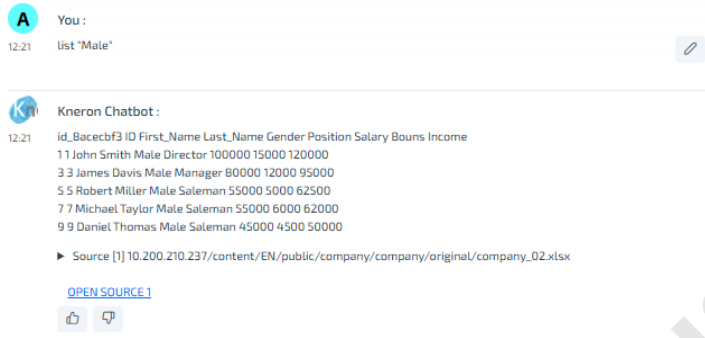 A
You :
12:21
list "Male"
Kn
Kneron Chatbot :
12:21
id_8acecbf3 ID First_Name Last_Name Gender Position Salary Bouns Income
1 1 John Smith Male Director 100000 15000 120000
3 3 James Davis Male Manager 80000 12000 95000
5 5 Robert Miller Male Saleman 55000 5000 62500
7 7 Michael Taylor Male Saleman 55000 6000 62000
9 9 Daniel Thomas Male Saleman 45000 4500 50000
▶ Source [1] 10.200.210.237/content/EN/public/company/company/original/company_02.xlsx
OPEN SOURCE 1